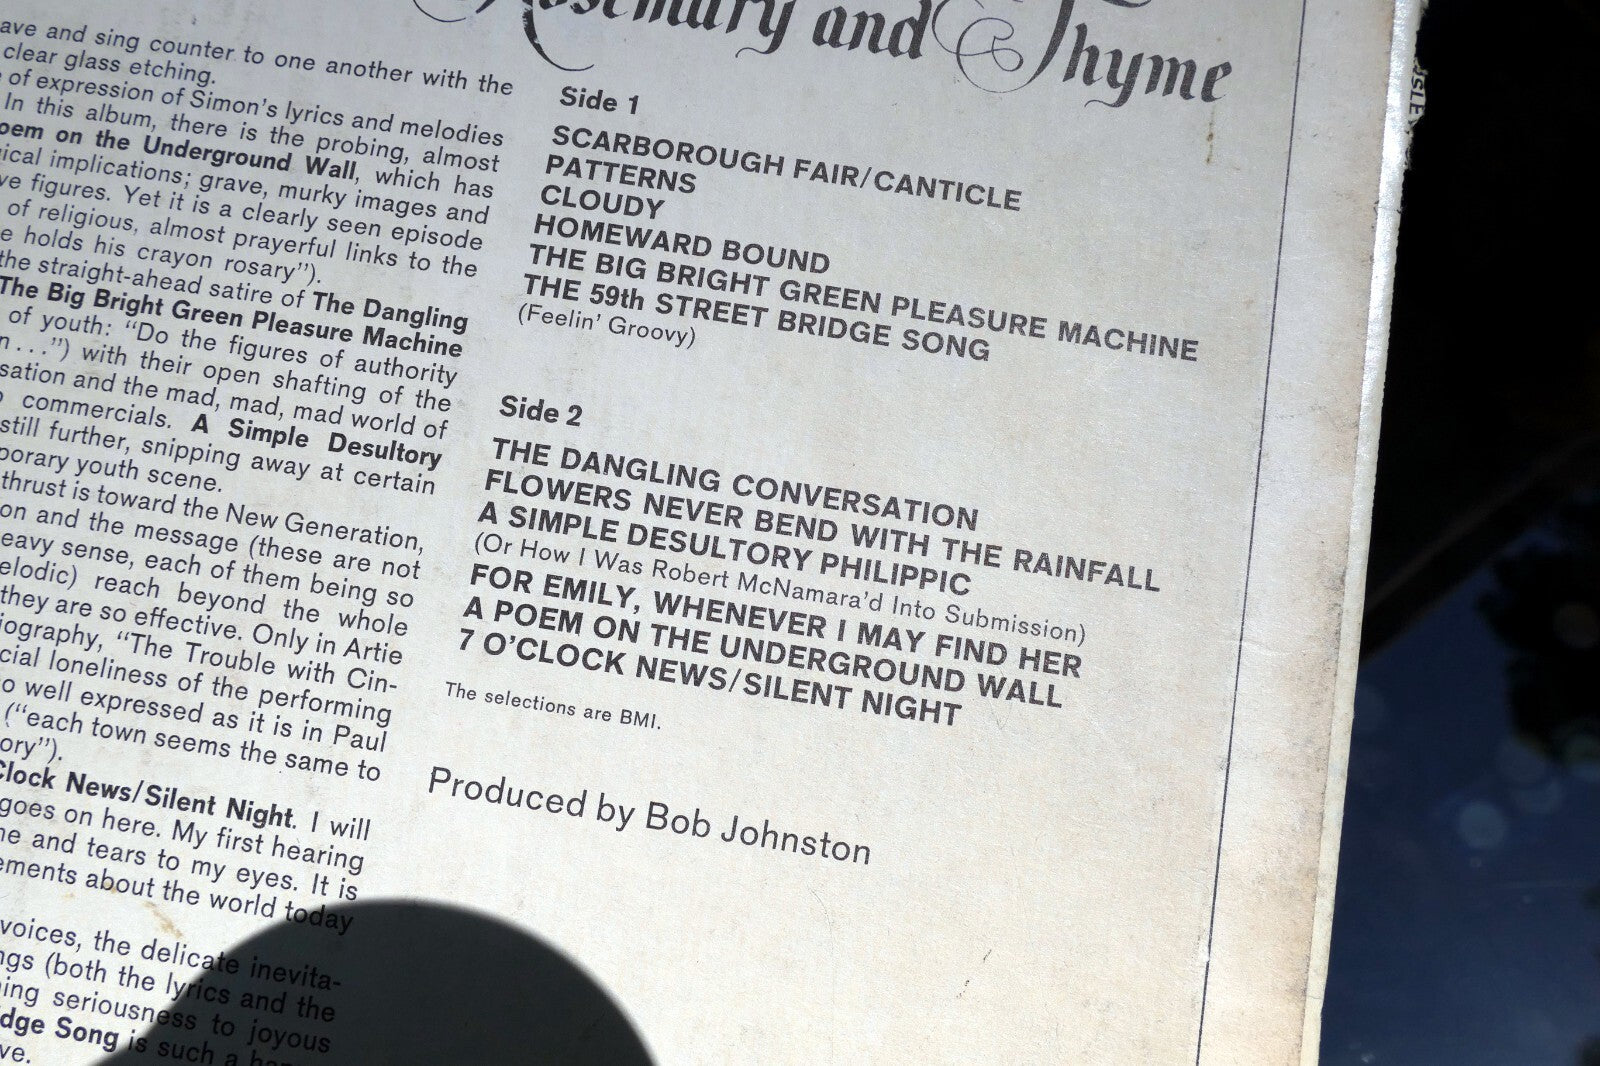 Rosemary and Thyme
ave and sing counter to one another with the
clear glass etching.
of expression of Simon's lyrics and melodies
In this album, there is the probing, almost
oem on the Underground Wall, which has
ical implications; grave, murky images and
ve figures. Yet it is a clearly seen episode
of religious, almost prayerful links to the
e holds his crayon rosary").
the straight-ahead satire of The Dangling
The Big Bright Green Pleasure Machine
of youth: "Do the figures of authority
n...") with their open shafting of the
sation and the mad, mad, mad world of
commercials. A Simple Desultory
still further, snipping away at certain
porary youth scene.
thrust is toward the New Generation,
on and the message (these are not
eavy sense, each of them being so
elodic) reach beyond the whole
they are so effective. Only in Artie
iography, "The Trouble with Cin-
cial loneliness of the performing
o well expressed as it is in Paul
("each town seems the same to
ory").
Clock News/Silent Night. I will
goes on here. My first hearing
me and tears to my eyes. It is
ements about the world today
voices, the delicate inevita-
ngs (both the lyrics and the
ing seriousness to joyous
dge Song is such a
ve.
Side 1
SCARBOROUGH FAIR/CANTICLE
PATTERNS
CLOUDY
HOMEWARD BOUND
THE BIG BRIGHT GREEN PLEASURE MACHINE
THE 59th STREET BRIDGE SONG
(Feelin' Groovy)
Side 2
THE DANGLING CONVERSATION
FLOWERS NEVER BEND WITH THE RAINFALL
A SIMPLE DESULTORY PHILIPPIC
(Or How I Was Robert McNamara'd Into Submission)
FOR EMILY, WHENEVER I MAY FIND HER
A POEM ON THE UNDERGROUND WALL
7 O'CLOCK NEWS/SILENT NIGHT
The selections are BMI.
Produced by Bob Johnston